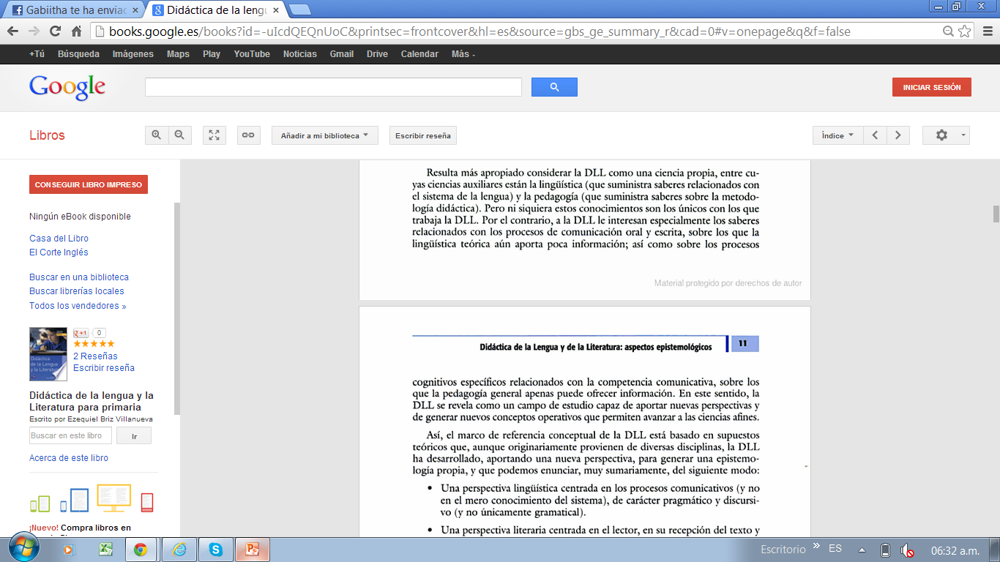 Gabiitha te ha enviad
Didáctica de la lengu
books.google.es/books?id=-uIcdQEQnUoC&printsec=frontcover&hl=es&source=gbs_ge_summary_r&cad=0#v=onepage&q&f=false
+Tú Búsqueda Imágenes Maps Play YouTube Noticias Gmail Drive Calendar Más
Google
INICIAR SESIÓN
Libros
Añadir a mi biblioteca
Escribir reseña
Índice
CONSEGUIR LIBRO IMPRESO
Ningún eBook disponible
Casa del Libro
El Corte Inglés
Buscar en una biblioteca
Buscar librerías locales
Todos los vendedores »
Didáctica
de la Lengua
y la Literatura
g+1 0
2 Reseñas
Escribir reseña
Didáctica de la lengua y la
Literatura para primaria
Escrito por Ezequiel Briz Villanueva
Buscar en este libro
Ir
Acerca de este libro
¡Nuevo! Compra libros en
Resulta más apropiado considerar la DLL como una ciencia propia, entre cu-
yas ciencias auxiliares están la lingüística (que suministra saberes relacionados con
el sistema de la lengua) y la pedagogía (que suministra saberes sobre la metodo-
logía didáctica). Pero ni siquiera estos conocimientos son los únicos con los que
trabaja la DLL. Por el contrario, a la DLL le interesan especialmente los saberes
relacionados con los procesos de comunicación oral y escrita, sobre los que la
lingüística teórica aún aporta poca información; así como sobre los procesos
Material protegido por derechos de autor
Didáctica de la Lengua y de la Literatura: aspectos epistemológicos 11
cognitivos específicos relacionados con la competencia comunicativa, sobre los
que la pedagogía general apenas puede ofrecer información. En este sentido, la
DLL se revela como un campo de estudio capaz de aportar nuevas perspectivas y
de generar nuevos conceptos operativos que permiten avanzar a las ciencias afines.
Así, el marco de referencia conceptual de la DLL está basado en supuestos
teóricos que, aunque originariamente provienen de diversas disciplinas, la DLL
ha desarrollado, aportando una nueva perspectiva, para generar una epistemo-
logía propia, y que podemos enunciar, muy sumariamente, del siguiente modo:
• Una perspectiva lingüística centrada en los procesos comunicativos (y no
en el mero conocimiento del sistema), de carácter pragmático y discursi-
vo (y no únicamente gramatical).
• Una perspectiva literaria centrada en el lector, en su recepción del texto y
Escritorio » ES 06:32 a.m.